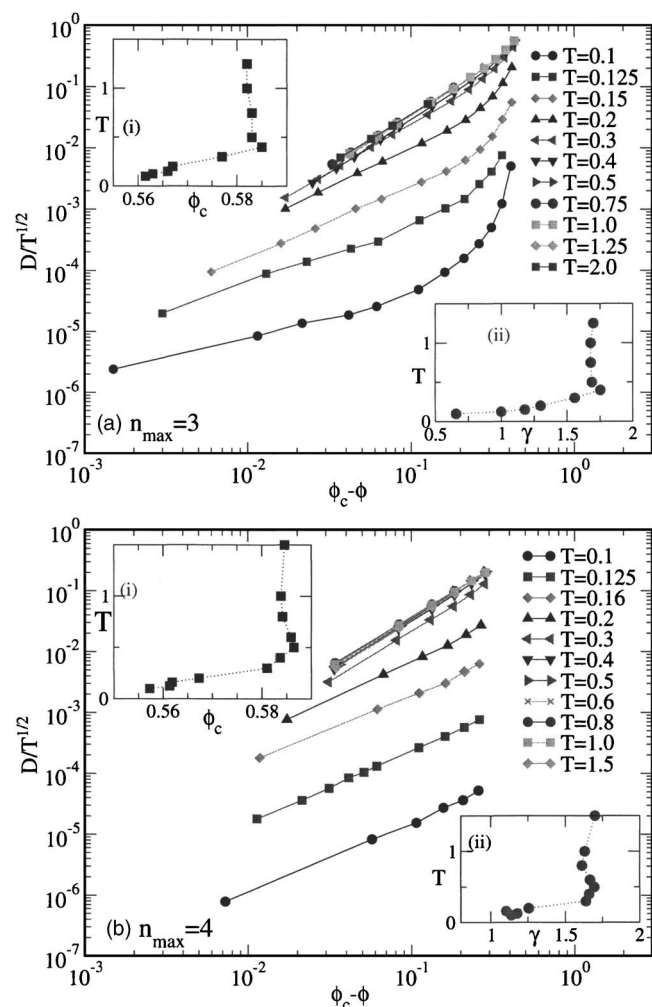 10^0
10^-1
10^-2
10^-3
10^-4
10^-5
10^-6
10^-7
D/T^1/2
1
T
0
(i)
0.56
0.58
ϕ_c
T=0.1
T=0.125
T=0.15
T=0.2
T=0.3
T=0.4
T=0.5
T=0.75
T=1.0
T=1.25
T=2.0
(ii)
1
T
0
0.5
1
γ
1.5
2
(a) n_max=3
10^-3
10^-2
10^-1
10^0
ϕ_c-ϕ
10^0
10^-1
10^-2
10^-3
10^-4
10^-5
10^-6
10^-7
D/T^1/2
(i)
1
T
0
0.56
0.58
ϕ_c
T=0.1
T=0.125
T=0.16
T=0.2
T=0.3
T=0.4
T=0.5
T=0.6
T=0.8
T=1.0
T=1.5
(ii)
1
T
0
1
γ
1.5
2
(b) n_max=4
10^-3
10^-2
10^-1
10^0
ϕ_c-ϕ